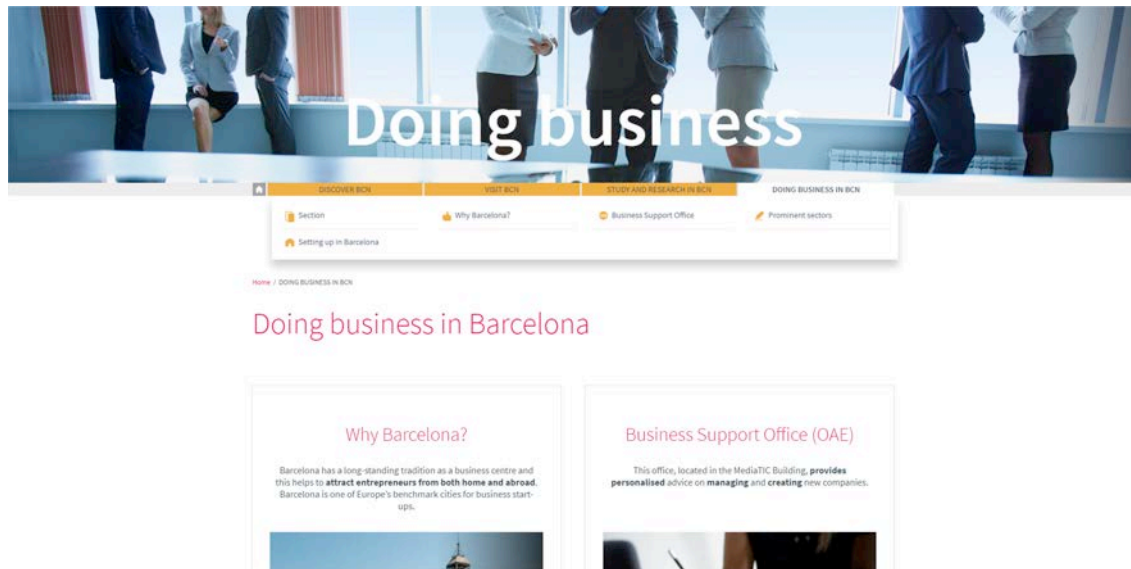 Doing business
DISCOVER BCN VISIT BCN STUDY AND RESEARCH IN BCN DOING BUSINESS IN BCN
Section Why Barcelona? Business Support Office Prominent sectors
Setting up in Barcelona
Home / DOING BUSINESS IN BCN
Doing business in Barcelona
Why Barcelona?
Barcelona has a long-standing tradition as a business centre and
this helps to attract entrepreneurs from both home and abroad.
Barcelona is one of Europe's benchmark cities for business start-
ups.
Business Support Office (OAE)
This office, located in the MediaTIC Building, provides
personalised advice on managing and creating new companies.